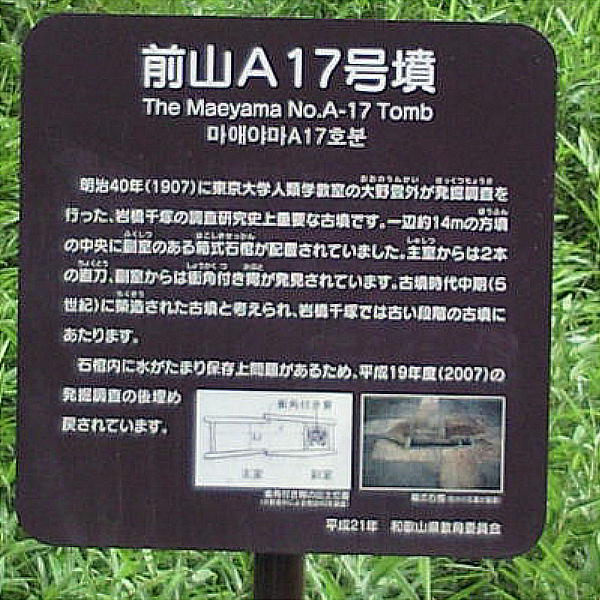 前山A17号墳
The Maeyama No.A-17 Tomb
마애야마A17호분
明治40年(1907)に東京大学人類学教室の大野雲外が発掘調査を
行った、岩橋千塚の調査研究史上重要な古墳です。一辺約14mの方墳
の中央に副室のある箱式石棺が配置されていました。主室からは2本
の直刀、副室からは衝角付き冑が発見されています。古墳時代中期(5
世紀)に築造された古墳と考えられ、岩橋千塚では古い段階の古墳に
あたります。
石棺内に水がたまり保存上問題があるため、平成19年度(2007)の
発掘調査の後埋め
戻されています。
衝角付き冑
主室 副室
平成21年 和歌山県教育委員会